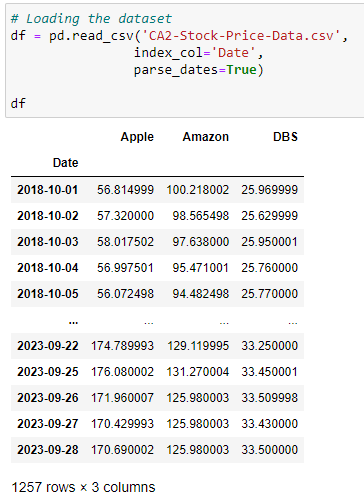 # Loading the dataset
df = pd.read_csv('CA2-Stock-Price-Data.csv',
index_col='Date',
parse_dates=True)
df
Apple Amazon DBS
Date
2018-10-01 56.814999 100.218002 25.969999
2018-10-02 57.320000 98.565498 25.629999
2018-10-03 58.017502 97.638000 25.950001
2018-10-04 56.997501 95.471001 25.760000
2018-10-05 56.072498 94.482498 25.770000
... ... ... ...
2023-09-22 174.789993 129.119995 33.250000
2023-09-25 176.080002 131.270004 33.450001
2023-09-26 171.960007 125.980003 33.509998
2023-09-27 170.429993 125.980003 33.430000
2023-09-28 170.690002 125.980003 33.500000
1257 rows × 3 columns